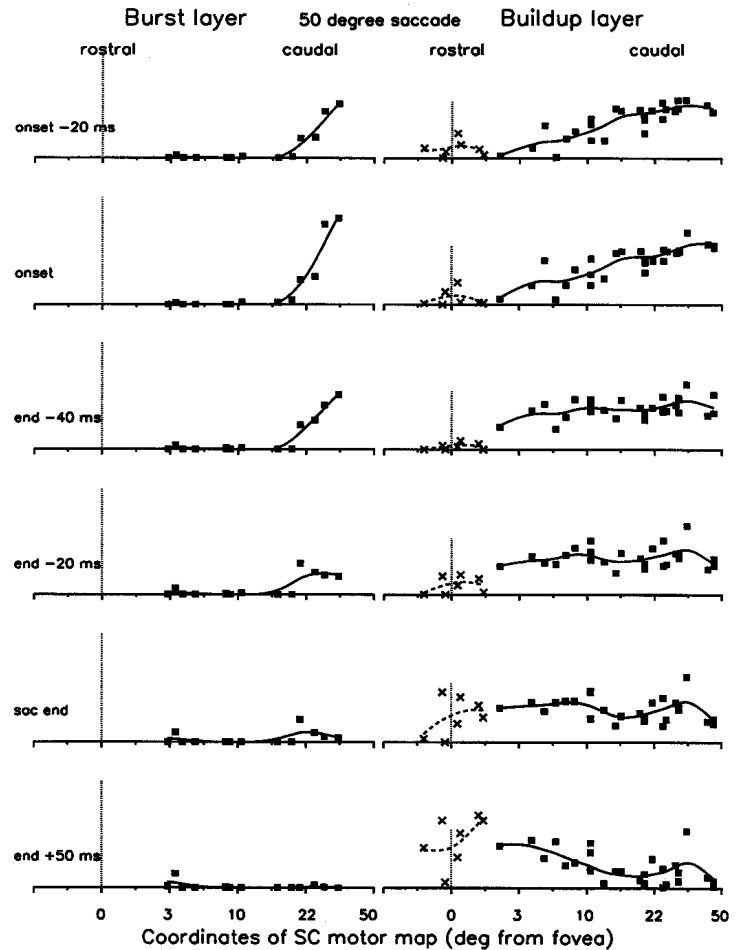 Burst layer 50 degree saccade Buildup layer
rostral caudal rostral caudal
onset -20 ms
onset
end -40 ms
end -20 ms
sac end
end +50 ms
0 3 10 22 50 0 3 10 22 50
Coordinates of SC motor map (deg from fovea)